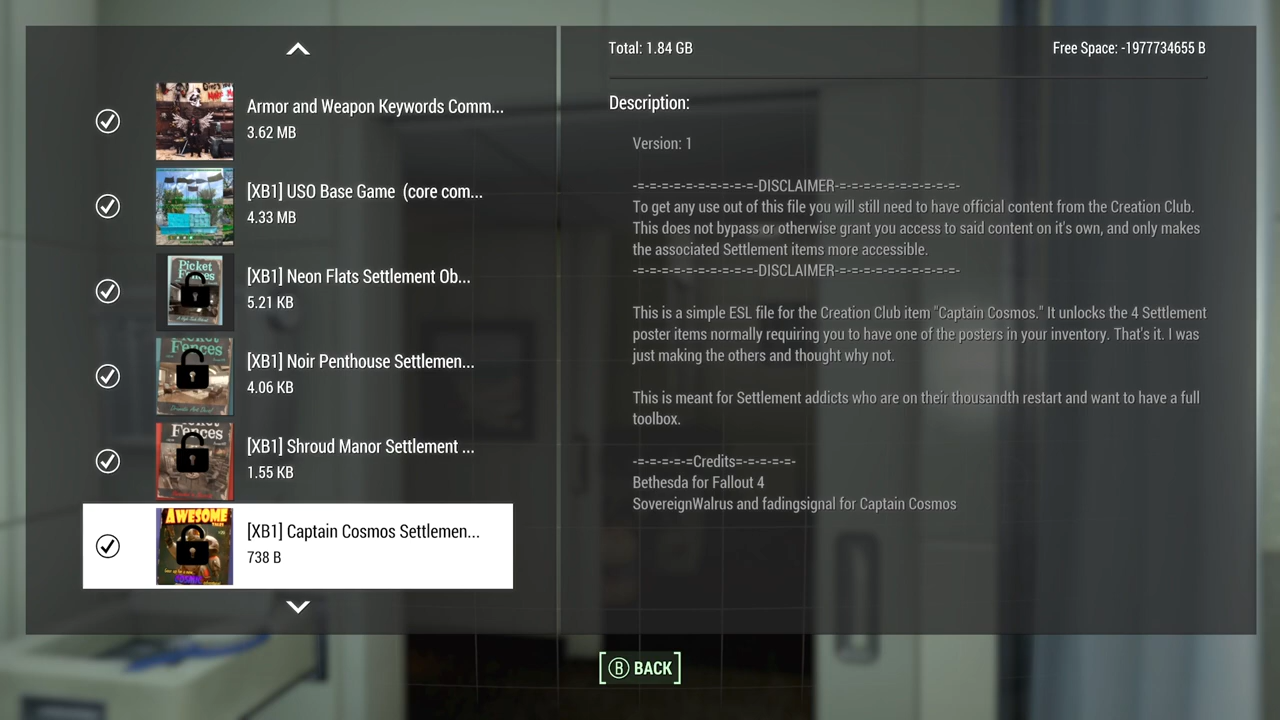 Total: 1.84 GB
Free Space: -1977734655 B
Armor and Weapon Keywords Comm...
3.62 MB
[XB1] USO Base Game (core com...
4.33 MB
Picket
Fences
[XB1] Neon Flats Settlement Ob...
5.21 KB
Picket
Fences
[XB1] Noir Penthouse Settlemen...
4.06 KB
Picket
Fences
[XB1] Shroud Manor Settlement ...
1.55 KB
AWESOME
[XB1] Captain Cosmos Settlemen...
738 B
Description:
Version: 1
-=-=-=-=-=-=-=-=-=-=-DISCLAIMER-=-=-=-=-=-=-=-=-=-=-
To get any use out of this file you will still need to have official content from the Creation Club.
This does not bypass or otherwise grant you access to said content on it's own, and only makes
the associated Settlement items more accessible.
-=-=-=-=-=-=-=-=-=-=-DISCLAIMER-=-=-=-=-=-=-=-=-=-=-
This is a simple ESL file for the Creation Club item "Captain Cosmos." It unlocks the 4 Settlement
poster items normally requiring you to have one of the posters in your inventory. That's it. I was
just making the others and thought why not.
This is meant for Settlement addicts who are on their thousandth restart and want to have a full
toolbox.
-=-=-=-=-=Credits=-=-=-=-=-
Bethesda for Fallout 4
SovereignWalrus and fadingsignal for Captain Cosmos
B BACK